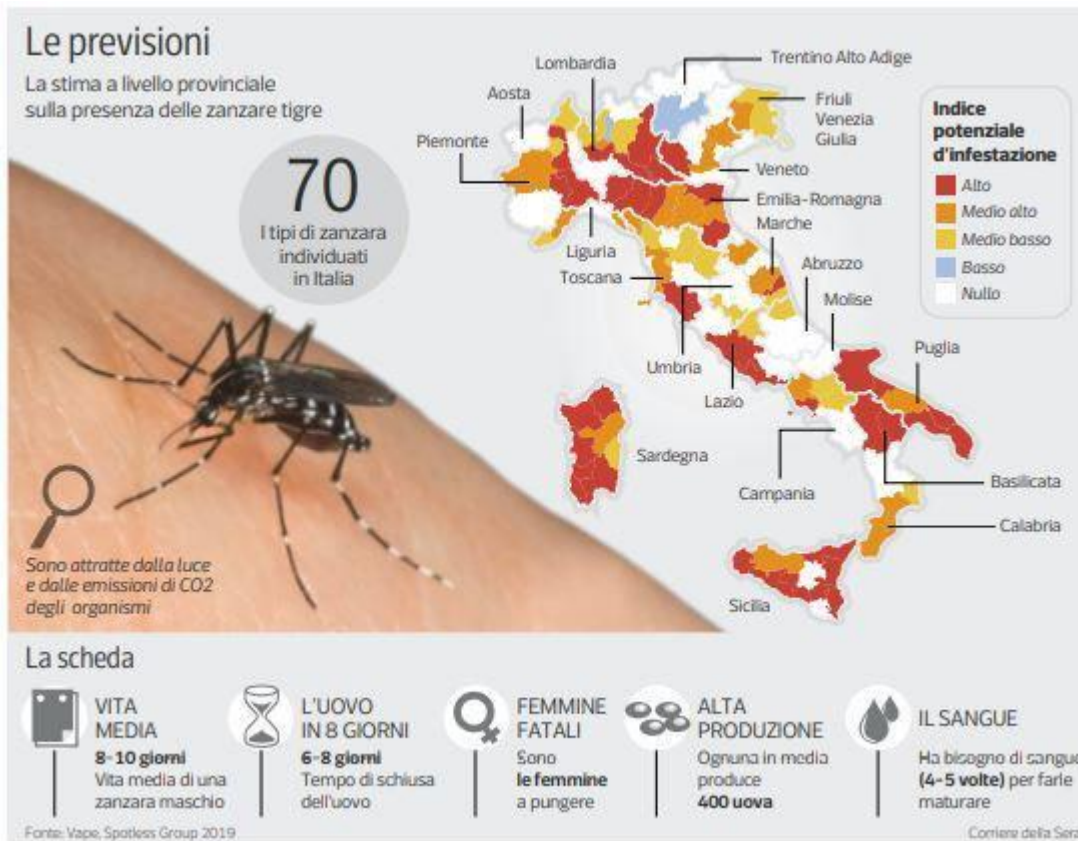 Le previsioni
La stima a livello provinciale
sulla presenza delle zanzare tigre
70
I tipi di zanzara
individuati
in Italia
Trentino Alto Adige
Lombardia
Aosta
Friuli
Venezia
Giulia
Piemonte
Veneto
Emilia-Romagna
Marche
Liguria
Toscana
Abruzzo
Molise
Umbria
Puglia
Lazio
Sardegna
Campania
Basilicata
Calabria
Sicilia
Indice
potenziale
d'infestazione
Alto
Medio alto
Medio basso
Basso
Nullo
Sono attratte dalla luce
e dalle emissioni di CO2
degli organismi
La scheda
VITA
MEDIA
8-10 giorni
Vita media di una
zanzara maschio
L'UOVO
IN 8 GIORNI
6-8 giorni
Tempo di schiusa
dell'uovo
FEMMINE
FATALI
Sono
le femmine
a pungere
ALTA
PRODUZIONE
Ognuna in media
produce
400 uova
IL SANGUE
Ha bisogno di sangue
(4-5 volte) per farle
maturare
Fonte: Vape, Spotless Group 2019
Corriere della Sera